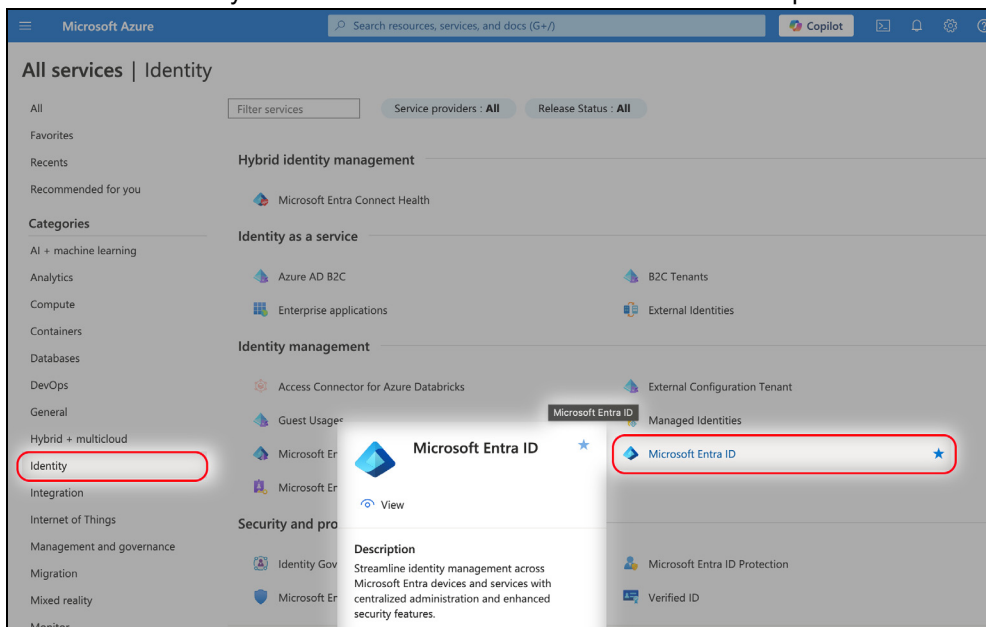 Microsoft Azure
Search resources, services, and docs (G+/)
Copilot
All services | Identity
All
Favorites
Recents
Recommended for you
Categories
AI + machine learning
Analytics
Compute
Containers
Databases
DevOps
General
Hybrid + multicloud
Identity
Integration
Internet of Things
Management and governance
Migration
Mixed reality
Monitor
Filter services
Service providers : All
Release Status : All
Hybrid identity management
Microsoft Entra Connect Health
Identity as a service
Azure AD B2C
B2C Tenants
Enterprise applications
External Identities
Identity management
Access Connector for Azure Databricks
External Configuration Tenant
Guest Usages
Managed Identities
Microsoft Er
Microsoft Entra ID
Microsoft Er
Security and pro
Identity Gov
Microsoft Entra ID Protection
Microsoft Er
Verified ID
Microsoft Entra ID
Microsoft Entra ID
View
Description
Streamline identity management across
Microsoft Entra devices and services with
centralized administration and enhanced
security features.